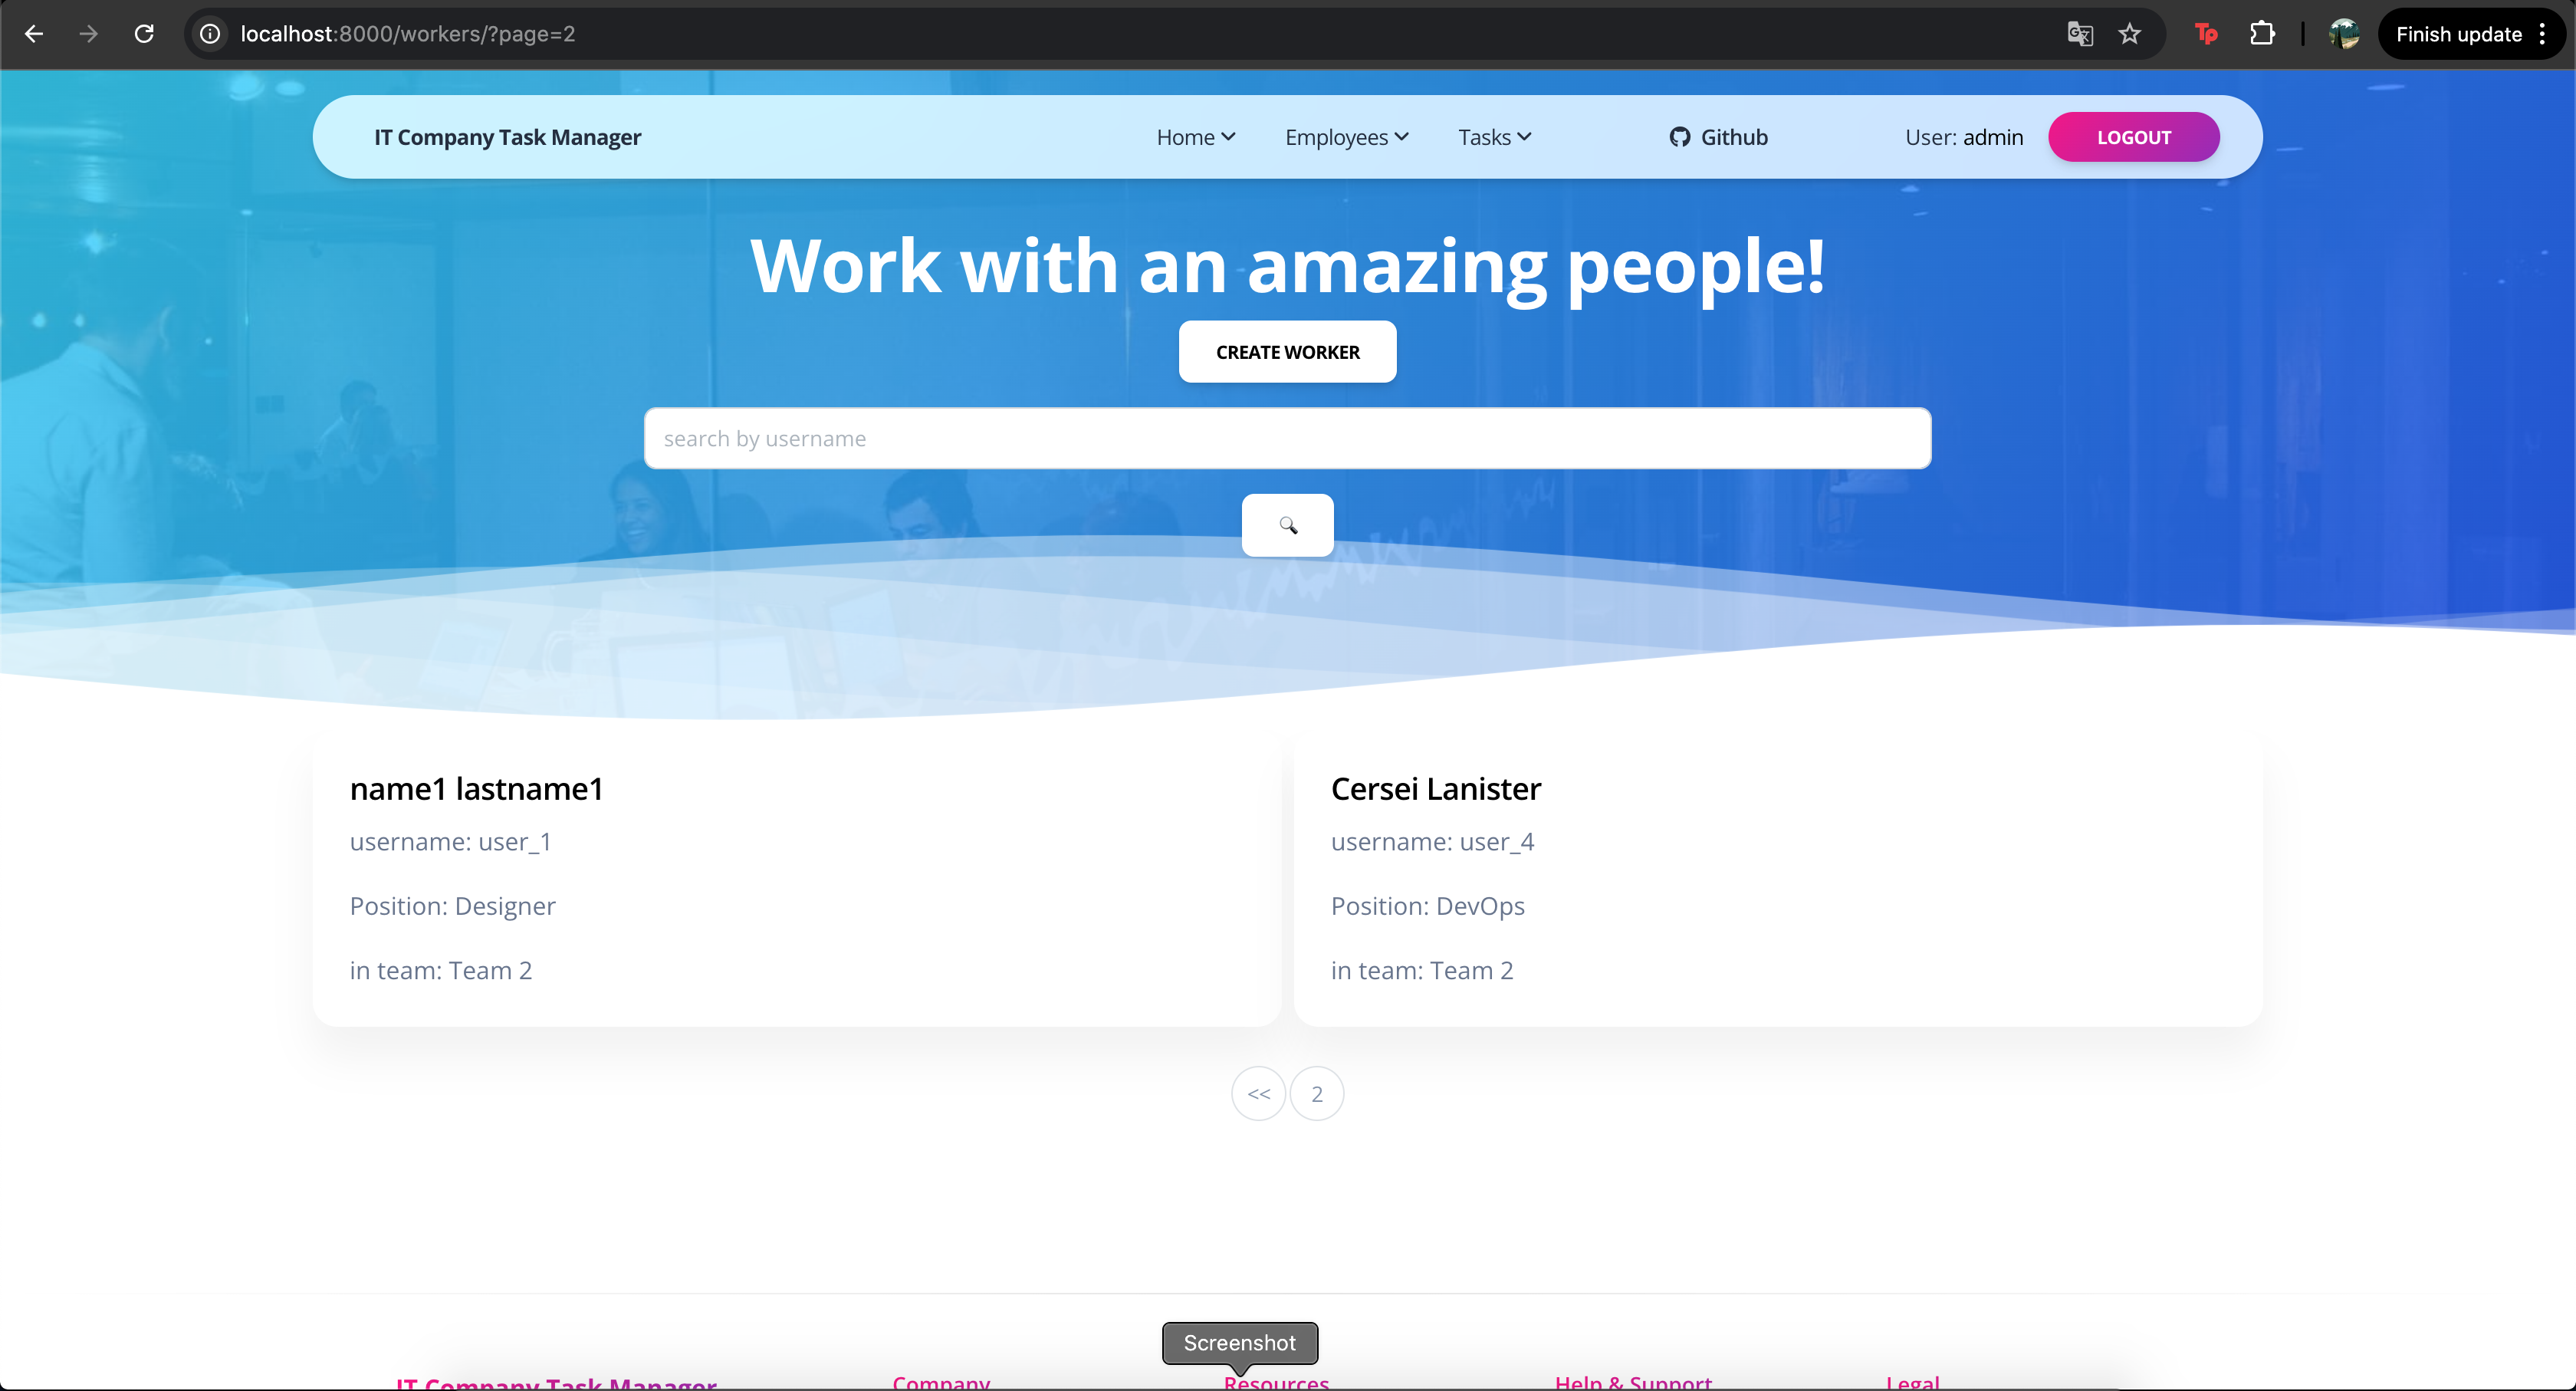 localhost:8000/workers/?page=2
Tp
Finish update
IT Company Task Manager
Home
Employees
Tasks
Github
User: admin
LOGOUT
Work with an amazing people!
CREATE WORKER
search by username
name1 lastname1
username: user_1
Position: Designer
in team: Team 2
Cersei Lanister
username: user_4
Position: DevOps
in team: Team 2
<<
2
Screenshot
IT Company Task Manager
Company
Resources
Help & Support
Legal